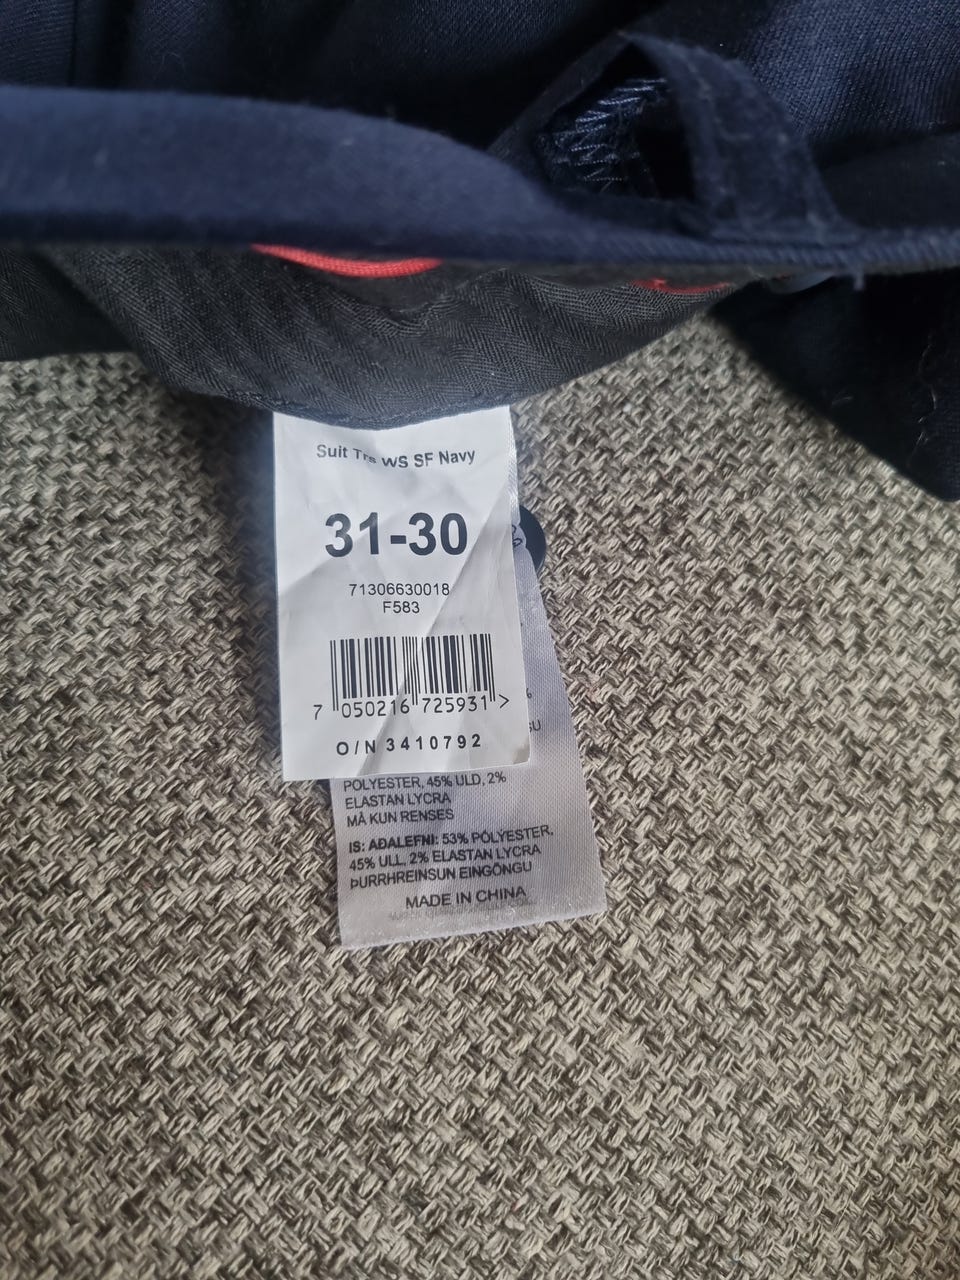 Suit Trs WS SF Navy
31-30
71306630018
F583
7 050216 725931 >
O/N 3410792
POLYESTER, 45% ULD, 2%
ELASTAN LYCRA
MÅ KUN RENSES
IS: AÐALEFNI: 53% PÓLÝESTER,
45% ULL, 2% ELASTAN LYCRA
ÞURRHREINSUN EINGÖNGU
MADE IN CHINA